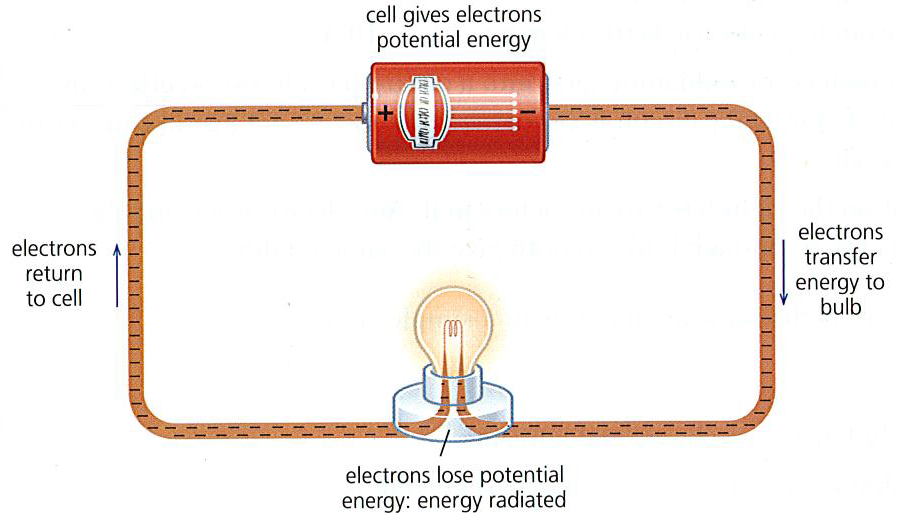 cell gives electrons
potential energy
+
−
electrons
return
to cell
electrons
transfer
energy to
bulb
electrons lose potential
energy: energy radiated